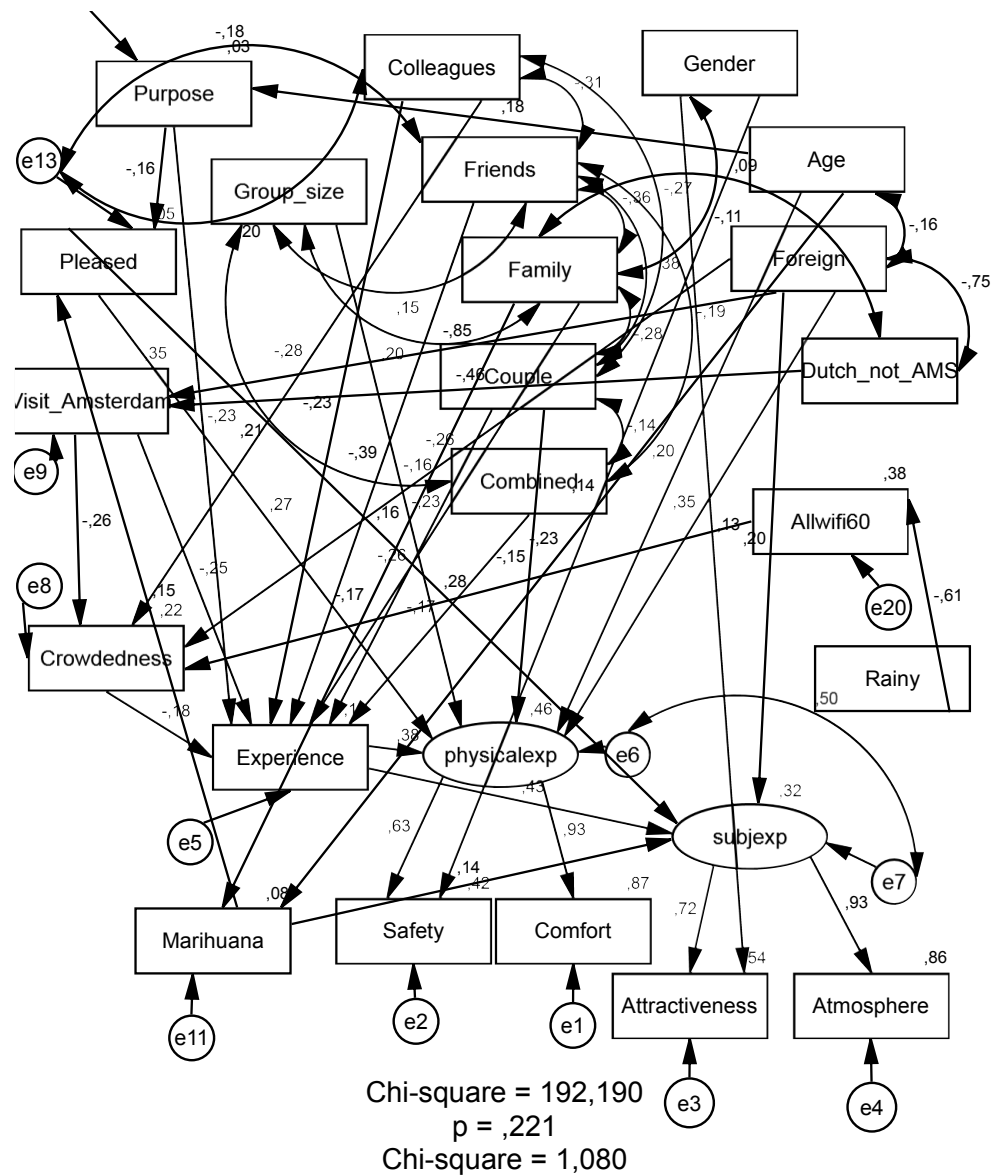 -,18
,03
Colleagues
Gender
Purpose
-,31
,18
e13
-,16
Friends
,09
Age
Group_size
-,36
-,27
,05
,20
-,11
-,16
Pleased
Family
,38
Foreign
-,75
,15
-,85
-,28
-,19
,35
-,28
,20
Couple
-,46
Dutch_not_AMS
Visit_Amsterdam
-,23
-,23
,21
-,14
-,26
-,39
-,16
,20
e9
Combined
,14
,38
-,26
,27
,16
-,23
,35
,13
,20
Allwifi60
-,23
-,26
-,15
e8
-,25
,15
,28
e20
-,61
,22
-,17
-,17
Crowdedness
Rainy
-,18
,46
,50
Experience
,38
physicalexp
e6
,43
,32
e5
,63
,93
subjexp
,14
e7
,08
,42
,87
,72
,93
Marihuana
Safety
Comfort
,54
,86
Attractiveness
Atmosphere
e11
e2
e1
e3
e4
Chi-square = 192,190
p = ,221
Chi-square = 1,080